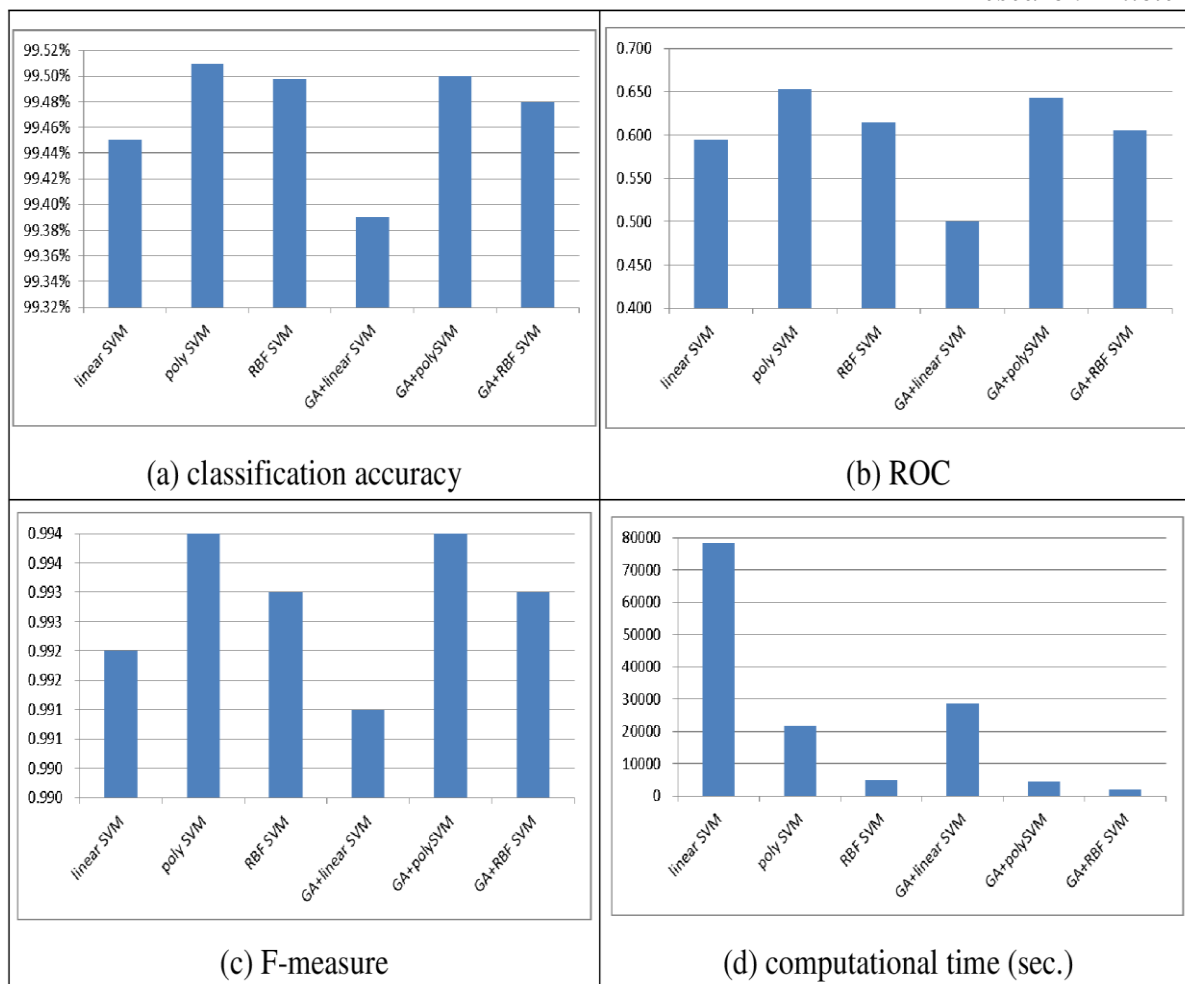 99.52%
99.50%
99.48%
99.46%
99.44%
99.42%
99.40%
99.38%
99.36%
99.34%
99.32%
linear SVM
poly SVM
RBF SVM
GA+linear SVM
GA+polySVM
GA+RBF SVM
(a) classification accuracy
0.700
0.650
0.600
0.550
0.500
0.450
0.400
linear SVM
poly SVM
RBF SVM
GA+linear SVM
GA+polySVM
GA+RBF SVM
(b) ROC
0.994
0.994
0.993
0.993
0.992
0.992
0.991
0.991
0.990
0.990
linear SVM
poly SVM
RBF SVM
GA+linear SVM
GA+polySVM
GA+RBF SVM
(c) F-measure
80000
70000
60000
50000
40000
30000
20000
10000
0
linear SVM
poly SVM
RBF SVM
GA+linear SVM
GA+polySVM
GA+RBF SVM
(d) computational time (sec.)